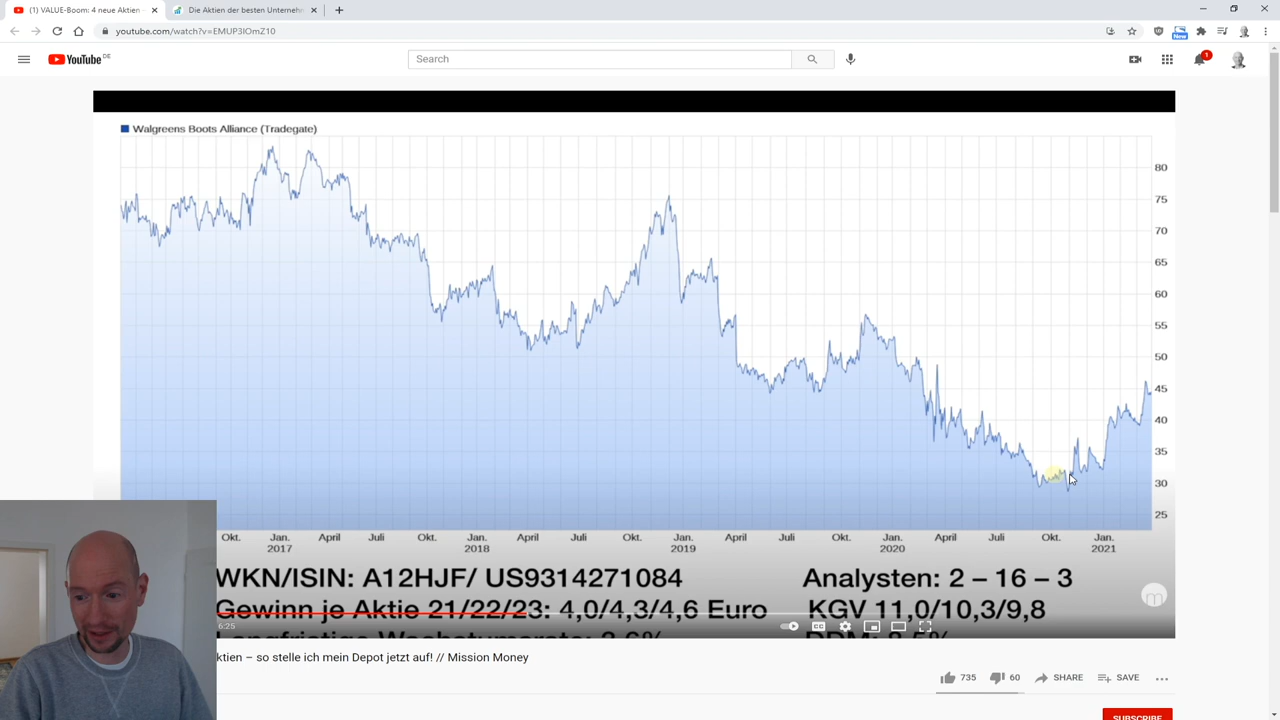 (1) VALUE-Boom: 4 neue Aktien
Die Aktien der besten Unternehm
youtube.com/watch?v=EMUP3IOmZ10
New
YouTube DE
Search
1
Walgreens Boots Alliance (Tradegate)
80
75
70
65
60
55
50
45
40
35
30
25
Okt. Jan. April Juli Okt. Jan. April Juli Okt. Jan. April Juli Okt. Jan. April Juli Okt. Jan.
2017 2018 2019 2020 2021
WKN/ISIN: A12HJF/ US9314271084 Analysten: 2 – 16 – 3
Gewinn je Aktie 21/22/23: 4,0/4,3/4,6 Euro KGV 11,0/10,3/9,8
6:25
CC
ktien – so stelle ich mein Depot jetzt auf! // Mission Money
735 60 SHARE SAVE
SUBSCRIBE